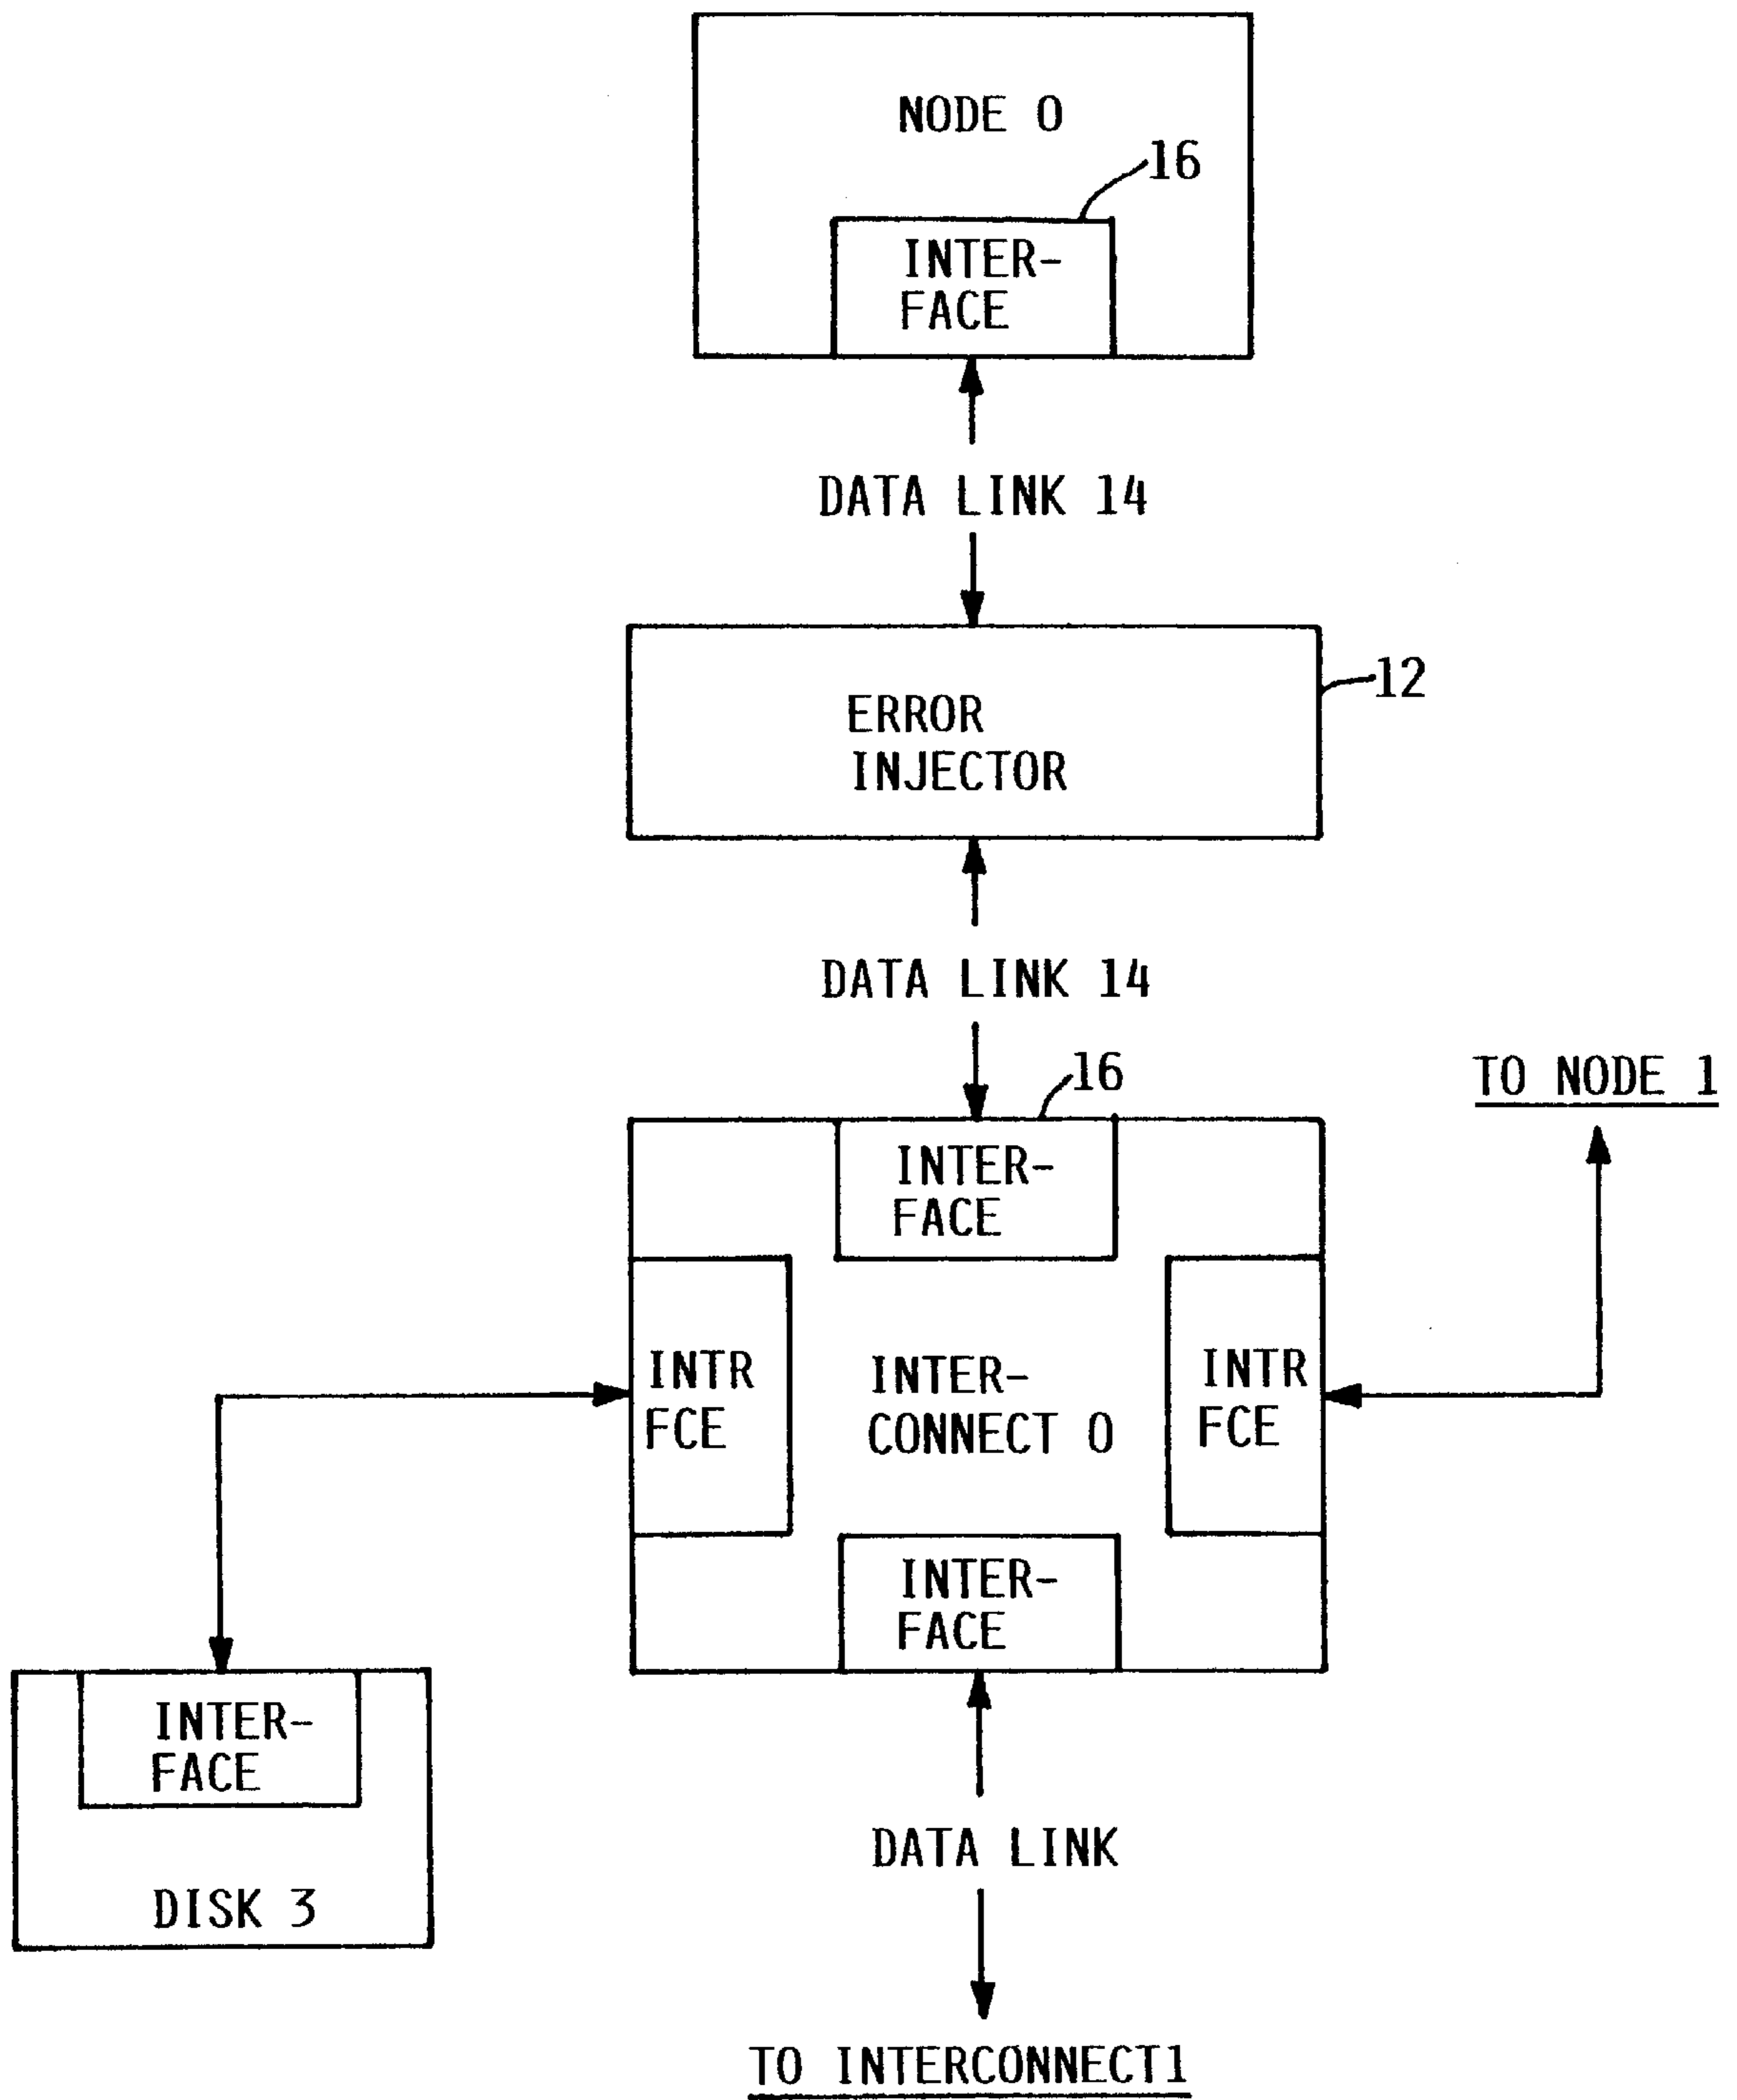 NODE 0
16
INTER-
FACE
DATA LINK 14
ERROR
INJECTOR
12
DATA LINK 14
16
TO NODE 1
INTER-
FACE
INTR
FCE
INTER-
CONNECT 0
INTR
FCE
INTER-
FACE
INTER-
FACE
DISK 3
DATA LINK
TO INTERCONNECT1